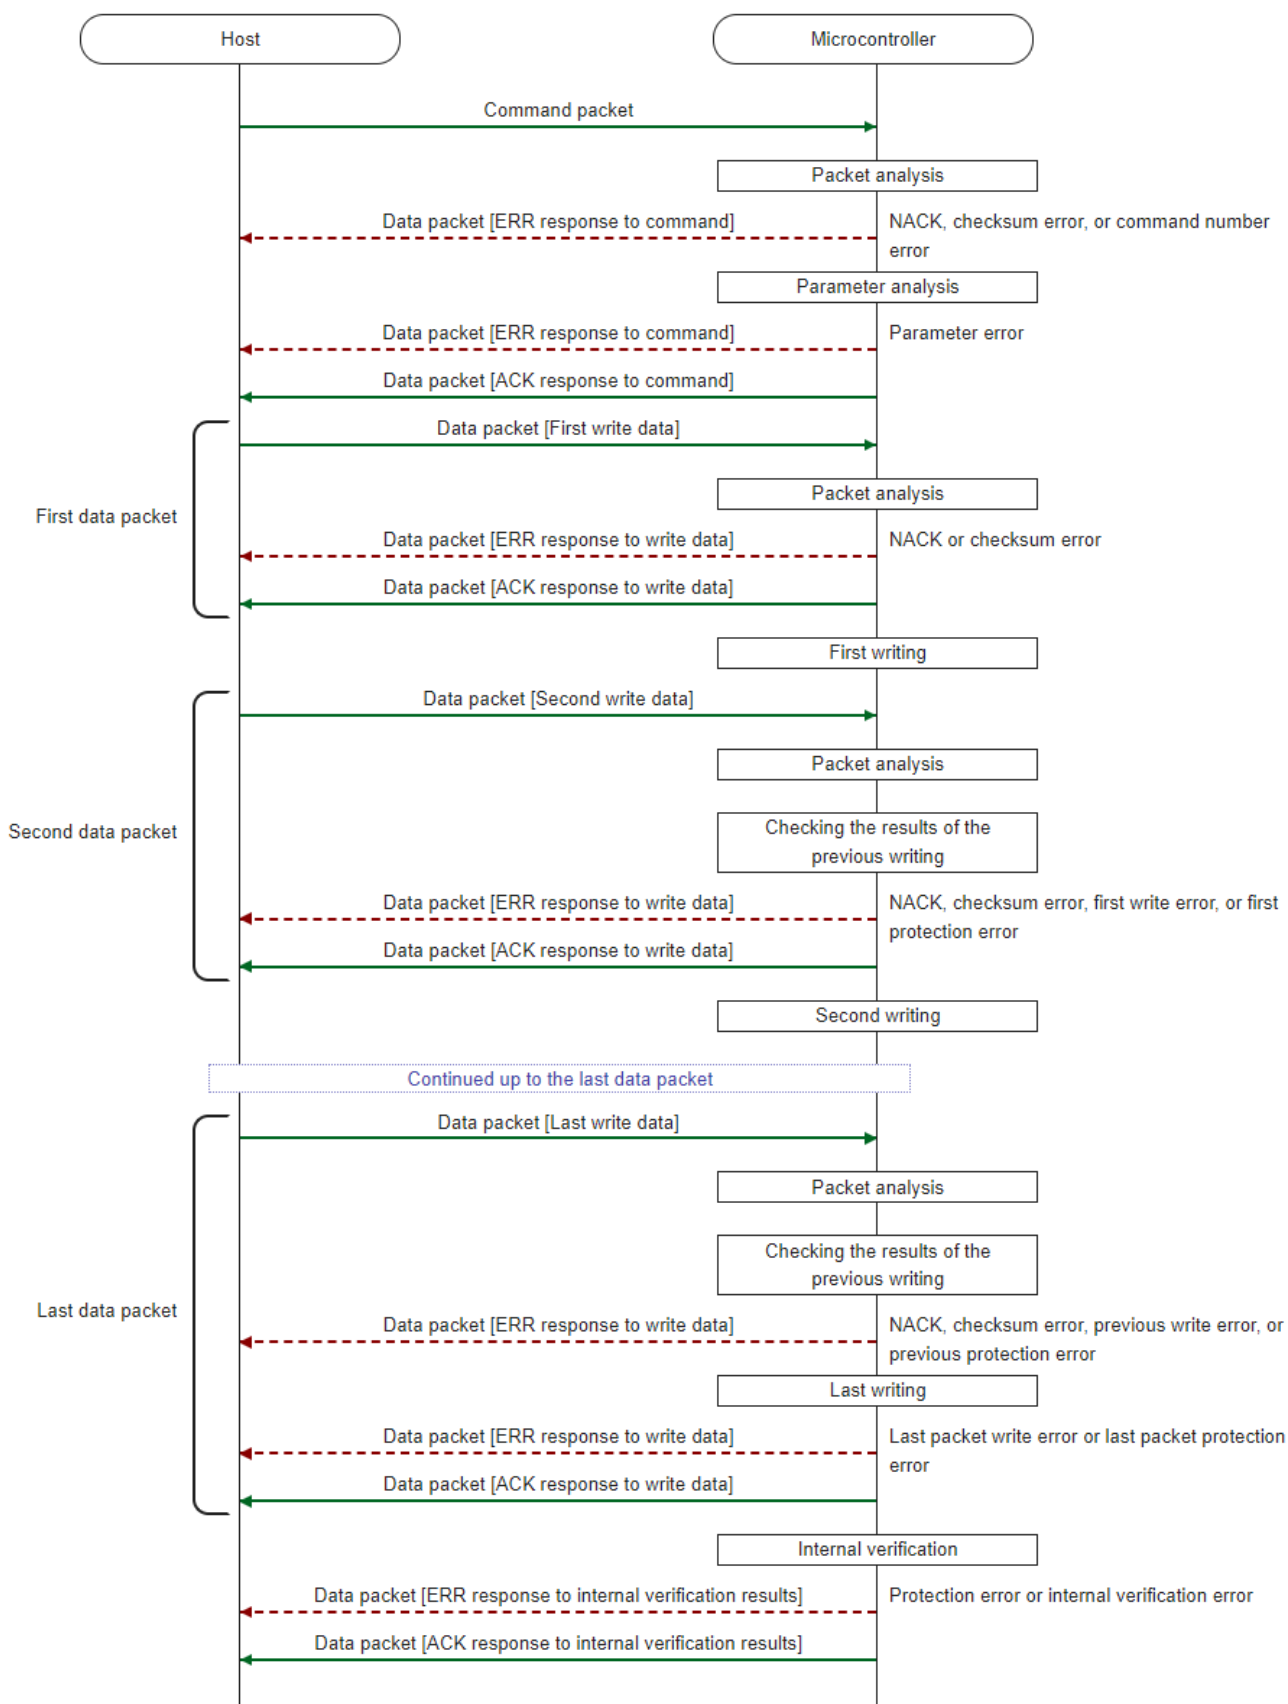 Host
Microcontroller
Command packet
Packet analysis
Data packet [ERR response to command]
NACK, checksum error, or command number
error
Parameter analysis
Data packet [ERR response to command]
Parameter error
Data packet [ACK response to command]
Data packet [First write data]
Packet analysis
First data packet
Data packet [ERR response to write data]
NACK or checksum error
Data packet [ACK response to write data]
First writing
Data packet [Second write data]
Packet analysis
Second data packet
Checking the results of the
previous writing
Data packet [ERR response to write data]
NACK, checksum error, first write error, or first
protection error
Data packet [ACK response to write data]
Second writing
Continued up to the last data packet
Data packet [Last write data]
Packet analysis
Checking the results of the
previous writing
Last data packet
Data packet [ERR response to write data]
NACK, checksum error, previous write error, or
previous protection error
Last writing
Data packet [ERR response to write data]
Last packet write error or last packet protection
error
Data packet [ACK response to write data]
Internal verification
Data packet [ERR response to internal verification results]
Protection error or internal verification error
Data packet [ACK response to internal verification results]